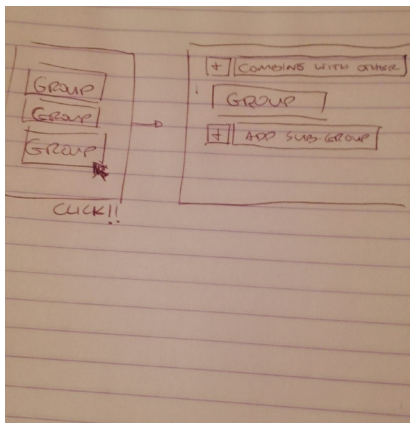 GROUP
GROUP
GROUP
CLICK!!
+ COMBINE WITH OTHER
GROUP
+ ADD SUB-GROUP